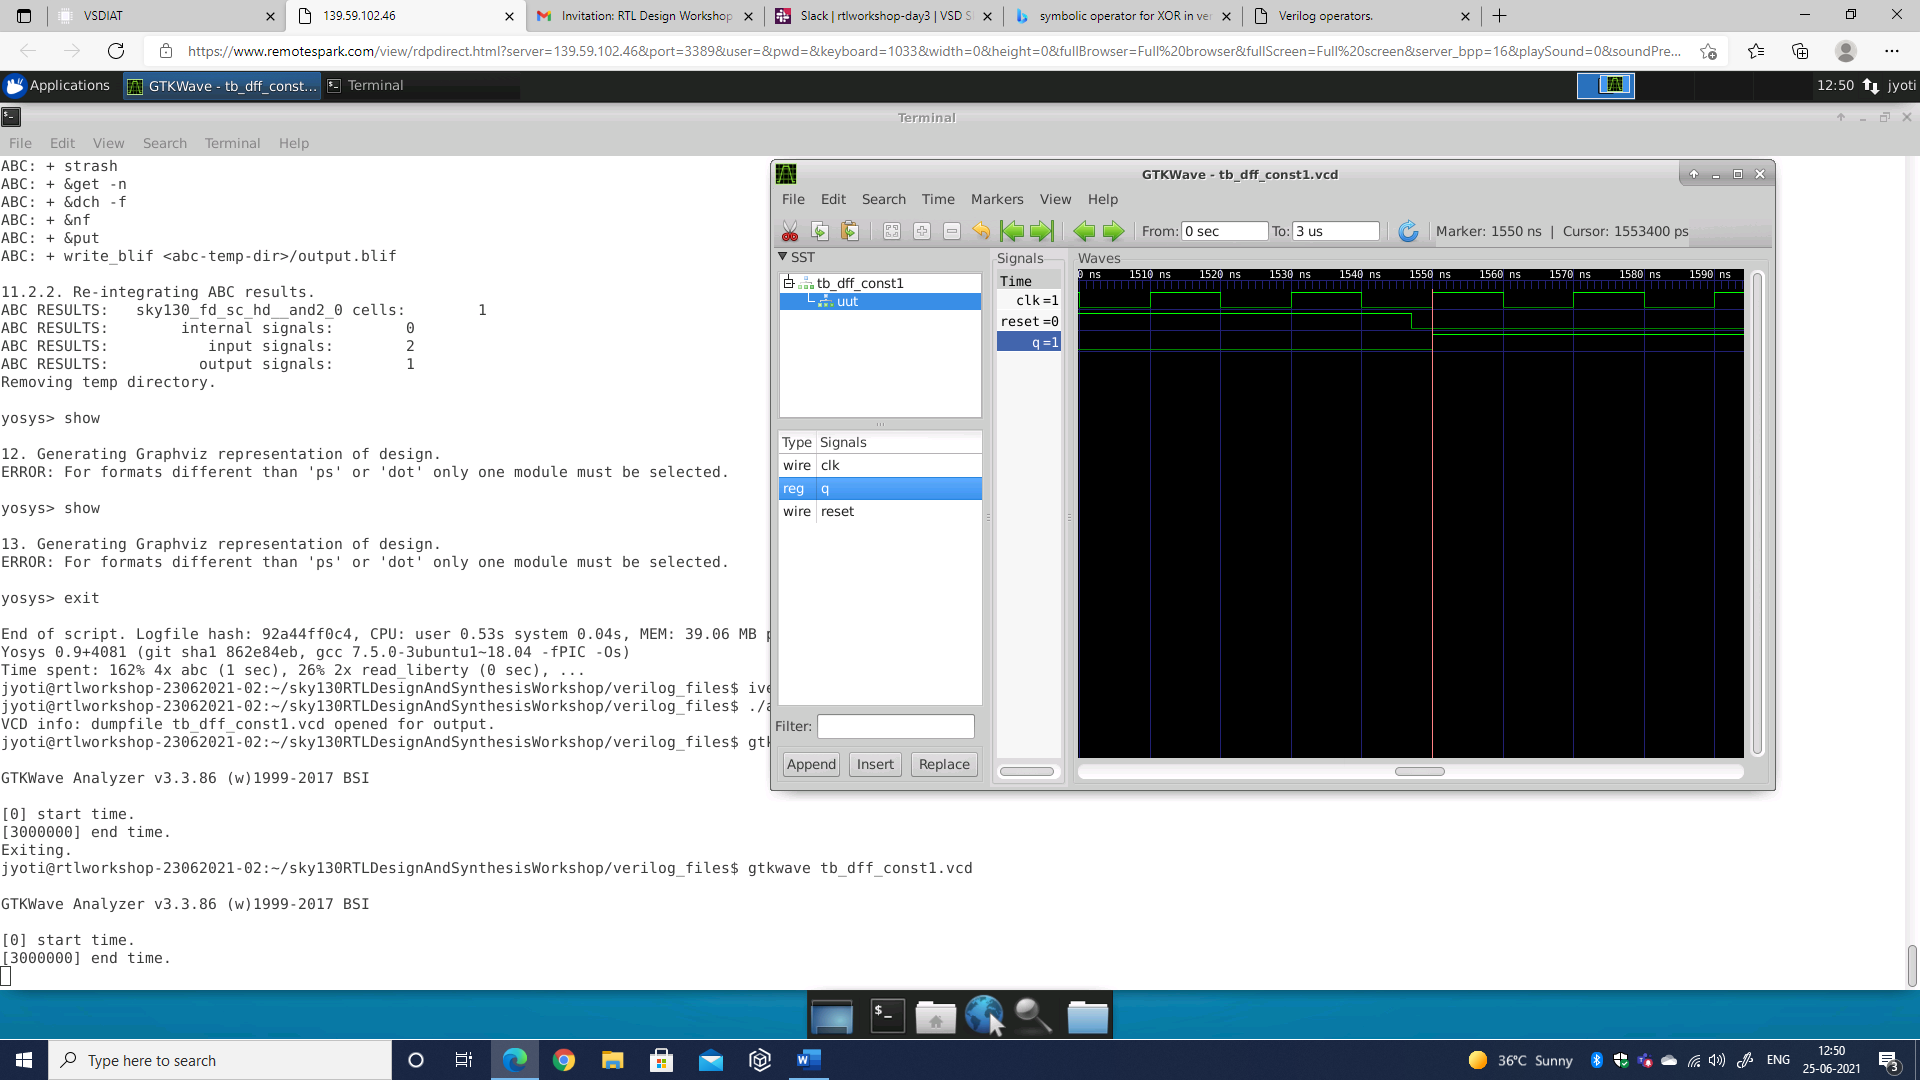 VSDIAT
139.59.102.46
Invitation: RTL Design Workshop
Slack | rtlworkshop-day3 | VSD S
symbolic operator for XOR in ver
Verilog operators.
https://www.remotespark.com/view/rdpdirect.html?server=139.59.102.46&port=3389&user=&pwd=&keyboard=1033&width=0&height=0&fullBrowser=Full%20browser&fullScreen=Full%20screen&server_bpp=16&playSound=0&soundPre...
Applications
GTKWave - tb_dff_const...
Terminal
12:50
jyoti
Terminal
File Edit View Search Terminal Help
ABC: + strash
ABC: + &get -n
ABC: + &dch -f
ABC: + &nf
ABC: + &put
ABC: + write_blif <abc-temp-dir>/output.blif
11.2.2. Re-integrating ABC results.
ABC RESULTS: sky130_fd_sc_hd__and2_0 cells: 1
ABC RESULTS: internal signals: 0
ABC RESULTS: input signals: 2
ABC RESULTS: output signals: 1
Removing temp directory.
yosys> show
12. Generating Graphviz representation of design.
ERROR: For formats different than 'ps' or 'dot' only one module must be selected.
yosys> show
13. Generating Graphviz representation of design.
ERROR: For formats different than 'ps' or 'dot' only one module must be selected.
yosys> exit
End of script. Logfile hash: 92a44ff0c4, CPU: user 0.53s system 0.04s, MEM: 39.06 MB p
Yosys 0.9+4081 (git sha1 862e84eb, gcc 7.5.0-3ubuntu1~18.04 -fPIC -Os)
Time spent: 162% 4x abc (1 sec), 26% 2x read_liberty (0 sec), ...
jyoti@rtlworkshop-23062021-02:~/sky130RTLDesignAndSynthesisWorkshop/verilog_files$ ive
jyoti@rtlworkshop-23062021-02:~/sky130RTLDesignAndSynthesisWorkshop/verilog_files$ ./a
VCD info: dumpfile tb_dff_const1.vcd opened for output.
jyoti@rtlworkshop-23062021-02:~/sky130RTLDesignAndSynthesisWorkshop/verilog_files$ gtk
GTKWave Analyzer v3.3.86 (w)1999-2017 BSI
[0] start time.
[3000000] end time.
Exiting.
jyoti@rtlworkshop-23062021-02:~/sky130RTLDesignAndSynthesisWorkshop/verilog_files$ gtkwave tb_dff_const1.vcd
GTKWave Analyzer v3.3.86 (w)1999-2017 BSI
[0] start time.
[3000000] end time.
GTKWave - tb_dff_const1.vcd
File Edit Search Time Markers View Help
From: 0 sec To: 3 us Marker: 1550 ns | Cursor: 1553400 ps
SST
tb_dff_const1
uut
Type Signals
wire clk
reg q
wire reset
Filter:
Append Insert Replace
Signals
Time
clk=1
reset=0
q=1
Waves
0 ns 1510 ns 1520 ns 1530 ns 1540 ns 1550 ns 1560 ns 1570 ns 1580 ns 1590 ns
Type here to search
36°C Sunny
ENG
12:50
25-06-2021
3